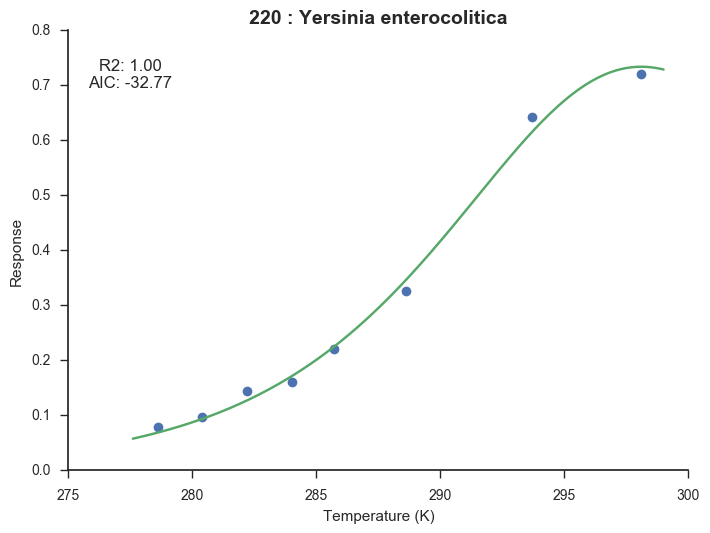 220 : Yersinia enterocolitica
R2: 1.00
AIC: -32.77
Response
0.8
0.7
0.6
0.5
0.4
0.3
0.2
0.1
0.0
275 280 285 290 295 300
Temperature (K)